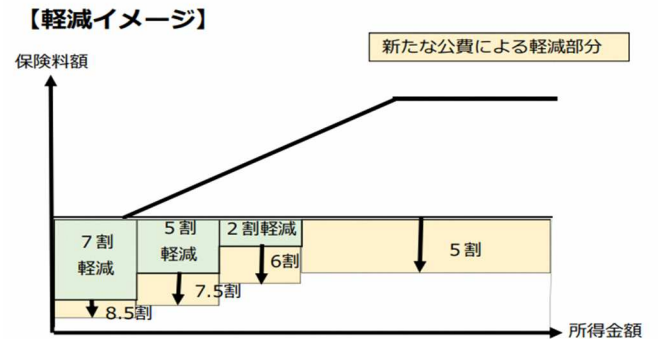 【軽減イメージ】
新たな公費による軽減部分
保険料額
7割
軽減
5割
軽減
2割軽減
6割
5割
7.5割
8.5割
所得金額